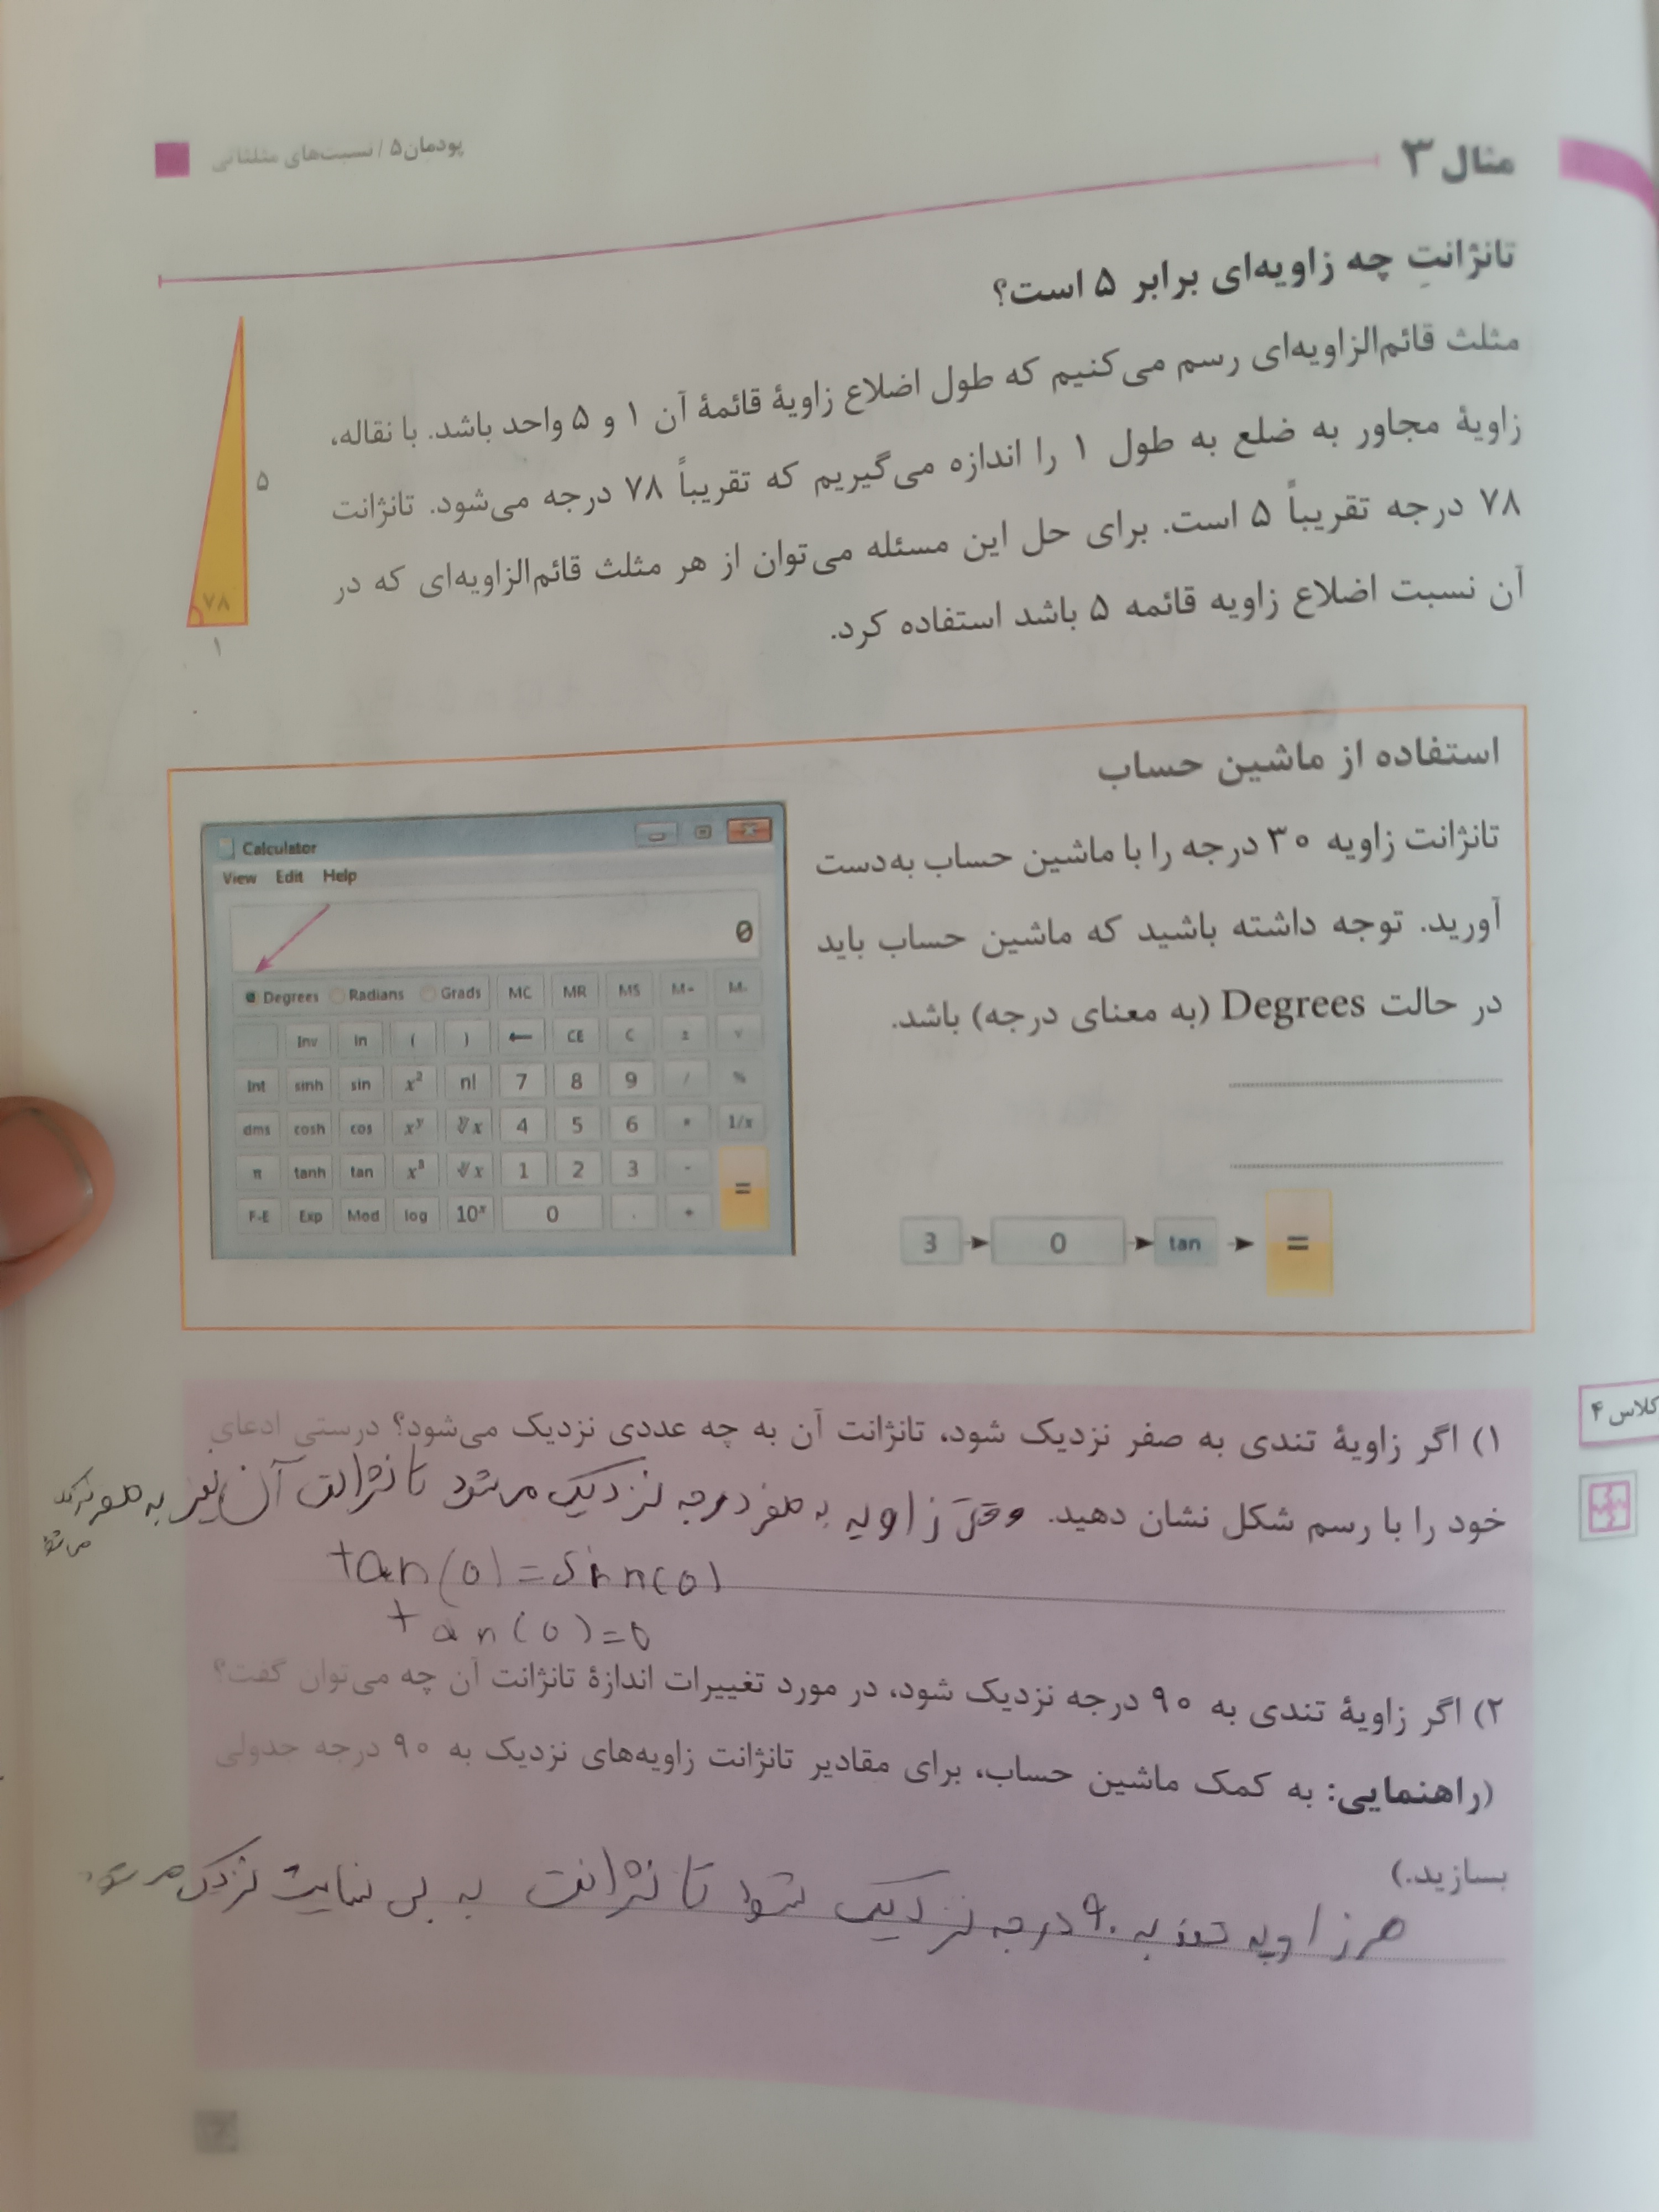 پودمان ۵ / نسبت‌های مثلثاتی
مثال ۳
تانژانتِ چه زاویه‌ای برابر ۵ است؟
مثلث قائم‌الزاویه‌ای رسم می‌کنیم که طول اضلاع زاویهٔ قائمهٔ آن ۱ و ۵ واحد باشد. با نقاله،
زاویهٔ مجاور به ضلع به طول ۱ را اندازه می‌گیریم که تقریباً ۷۸ درجه می‌شود. تانژانت
۷۸ درجه تقریباً ۵ است. برای حل این مسئله می‌توان از هر مثلث قائم‌الزاویه‌ای که در
آن نسبت اضلاع زاویه قائمه ۵ باشد استفاده کرد.
۵
۷۸
۱
استفاده از ماشین حساب
تانژانت زاویه ۳۰ درجه را با ماشین حساب به‌دست
آورید. توجه داشته باشید که ماشین حساب باید
در حالت Degrees (به معنای درجه) باشد.
3 0 tan =
Calculator
View Edit Help
0
Degrees Radians Grads MC MR MS M+ M-
Inv ln ( ) ← CE C ± √
Int sinh sin x² n! 7 8 9 / %
dms cosh cos xʸ ʸ√x 4 5 6 * 1/x
π tanh tan x³ ³√x 1 2 3 - =
F-E Exp Mod log 10ˣ 0 . +
کلاس ۴
۱) اگر زاویهٔ تندی به صفر نزدیک شود، تانژانت آن به چه عددی نزدیک می‌شود؟ درستی ادعای
خود را با رسم شکل نشان دهید. وقتی زاویه به صفر درجه نزدیک می‌شود تانژانت آن نیز به صفر نزدیک
می‌شود
tan(0)=sin(0)
tan(0)=0
۲) اگر زاویهٔ تندی به ۹۰ درجه نزدیک شود، در مورد تغییرات اندازهٔ تانژانت آن چه می‌توان گفت؟
(راهنمایی: به کمک ماشین حساب، برای مقادیر تانژانت زاویه‌های نزدیک به ۹۰ درجه جدولی
بسازید.)
هر زاویه تند به ۹۰ درجه نزدیک شود تانژانت به بی نهایت نزدیک می‌شود